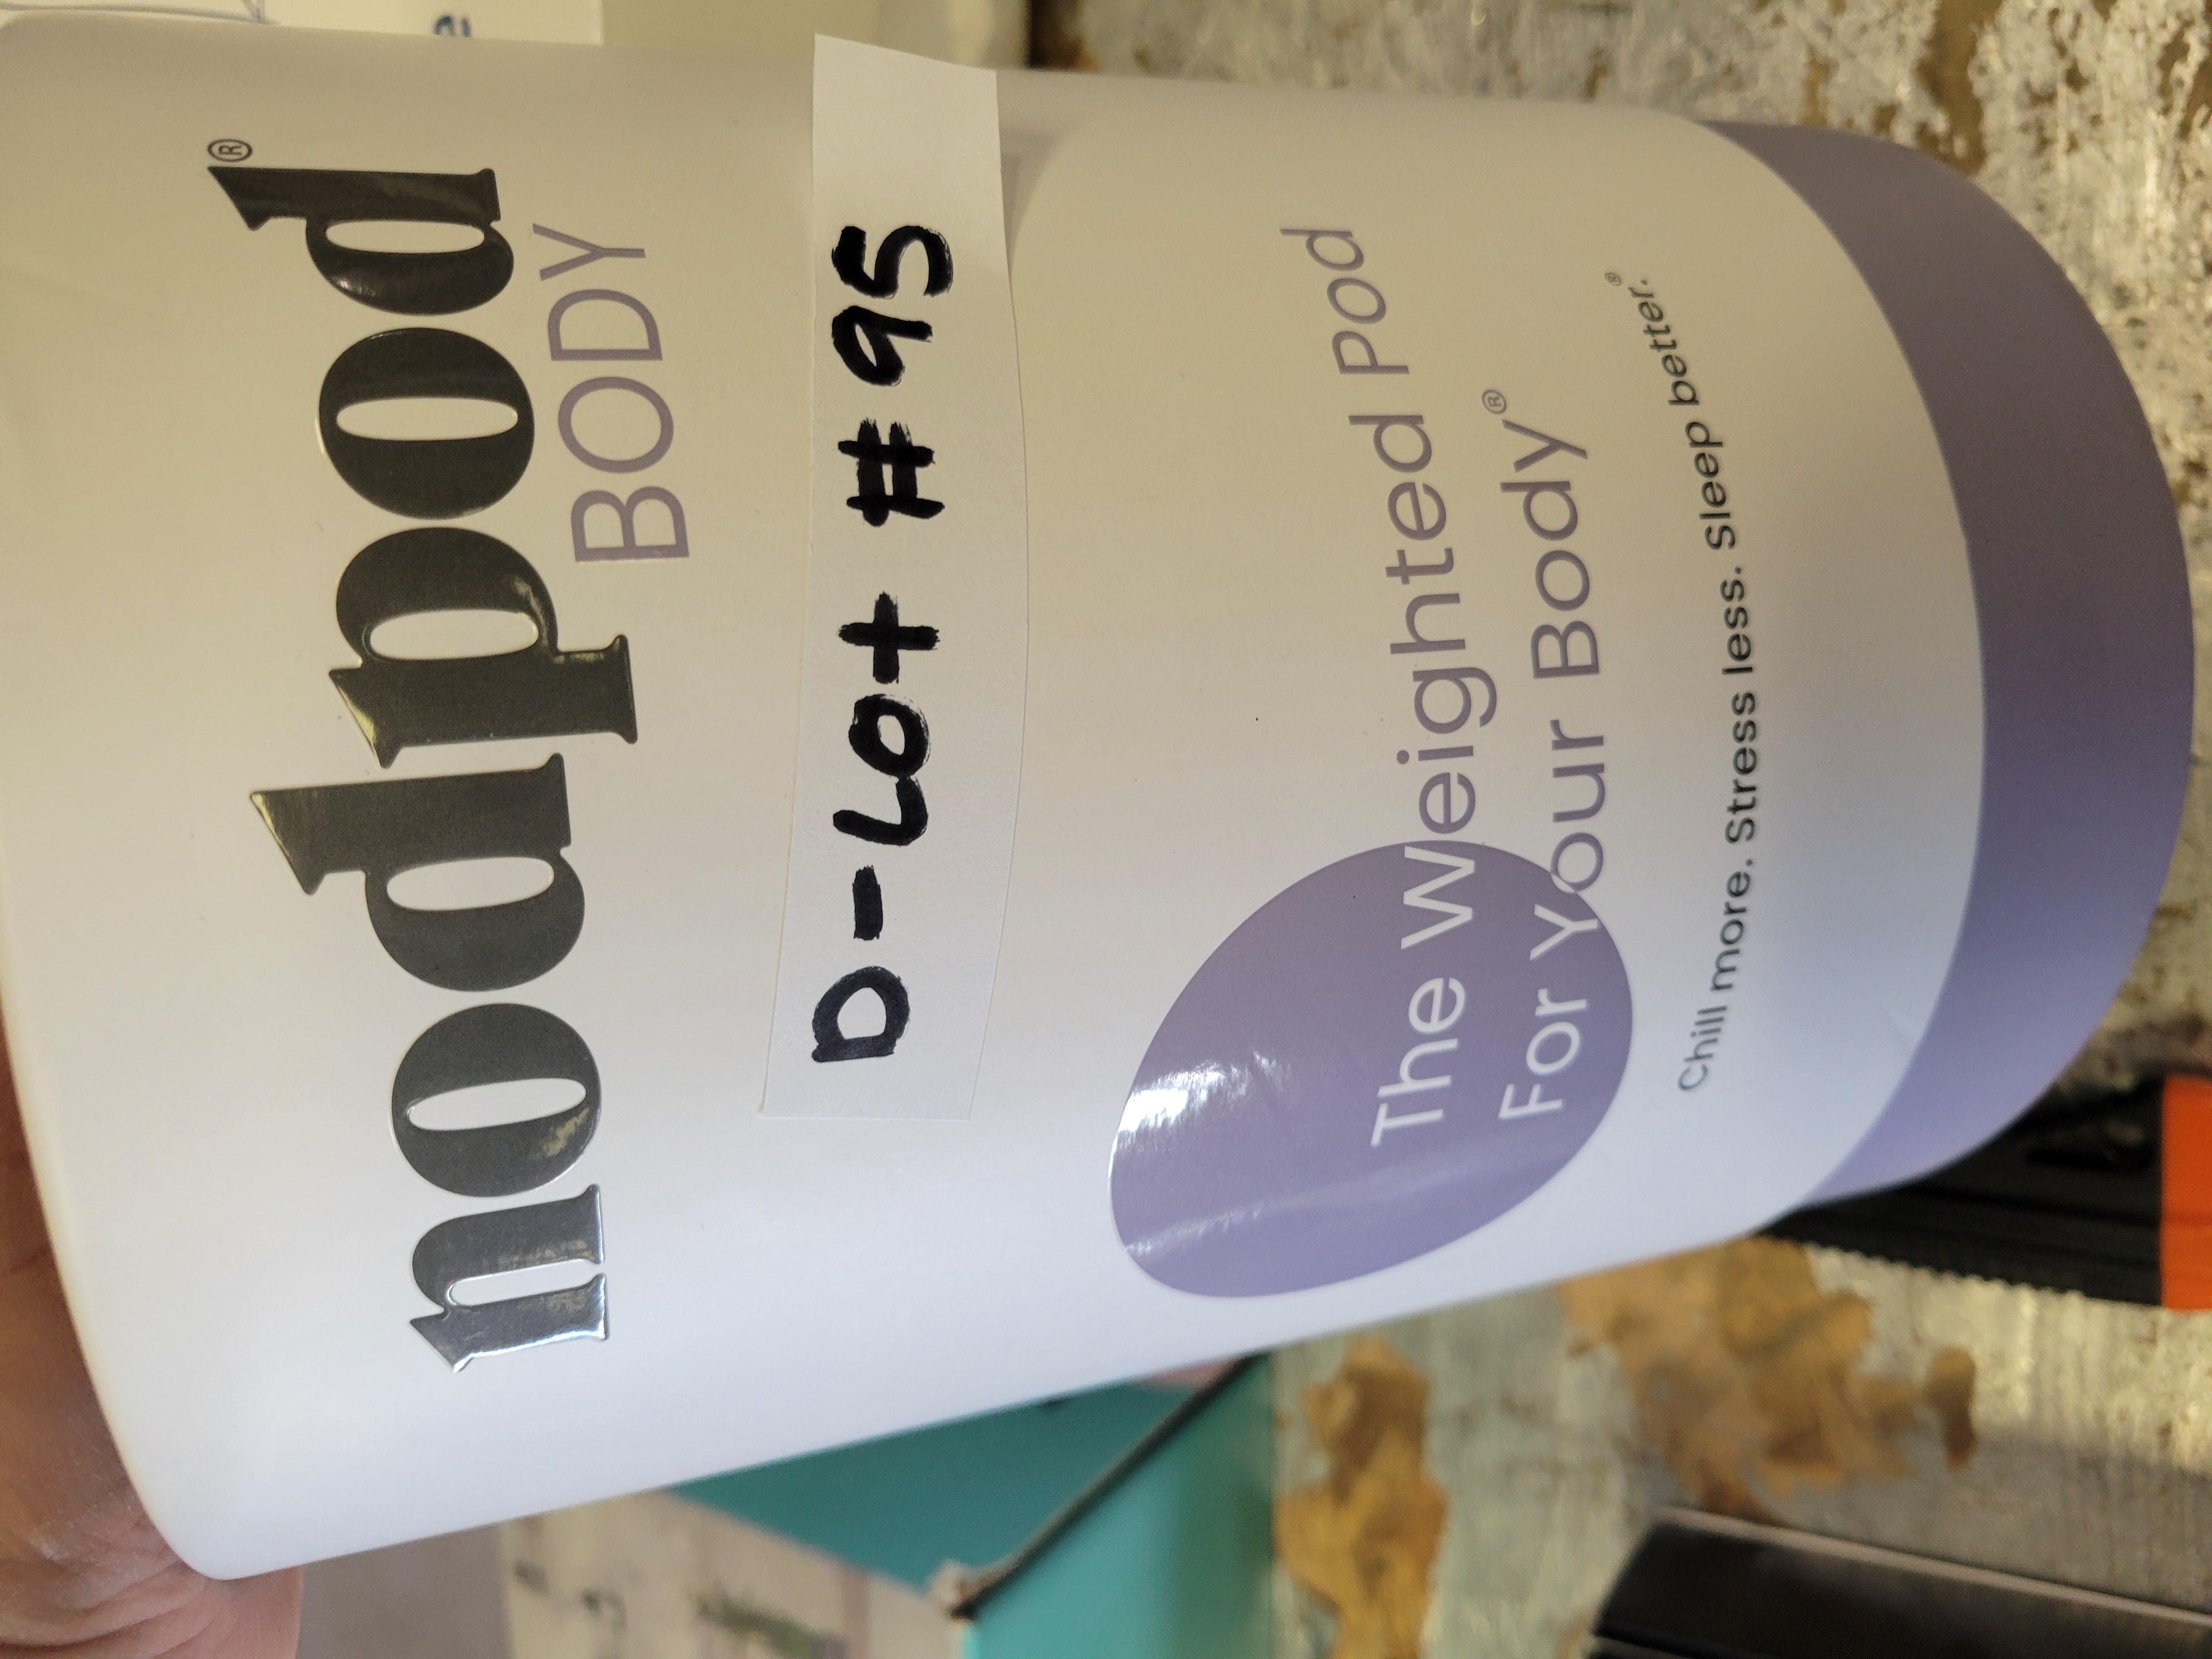 nodpod®
BODY
D-Lot #95
The Weighted Pod
For Your Body®
Chill more. Stress less. Sleep better.®